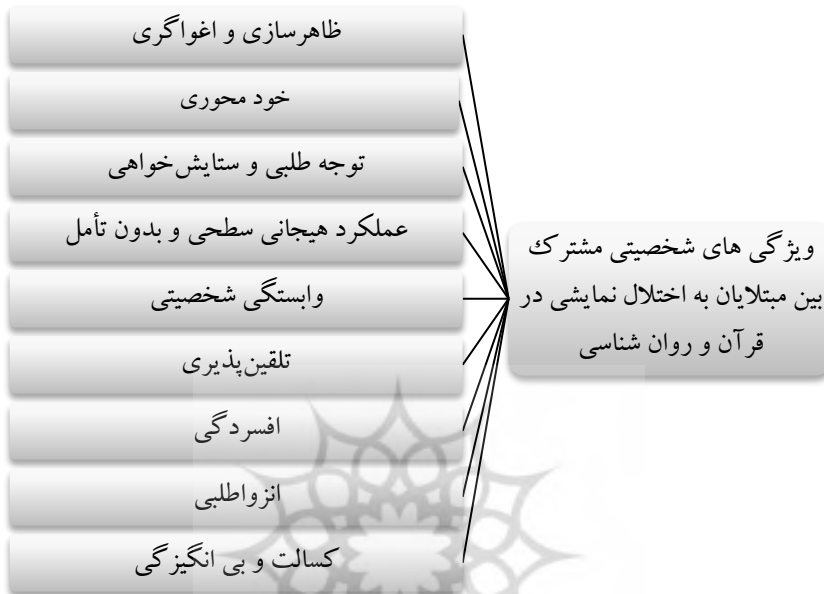 ویژگی های شخصیتی مشترک
بین مبتلایان به اختلال نمایشی در
قرآن و روان شناسی
ظاهرسازی و اغواگری
خود محوری
توجه طلبی و ستایش‌خواهی
عملکرد هیجانی سطحی و بدون تأمل
وابستگی شخصیتی
تلقین‌پذیری
افسردگی
انزواطلبی
کسالت و بی انگیزگی